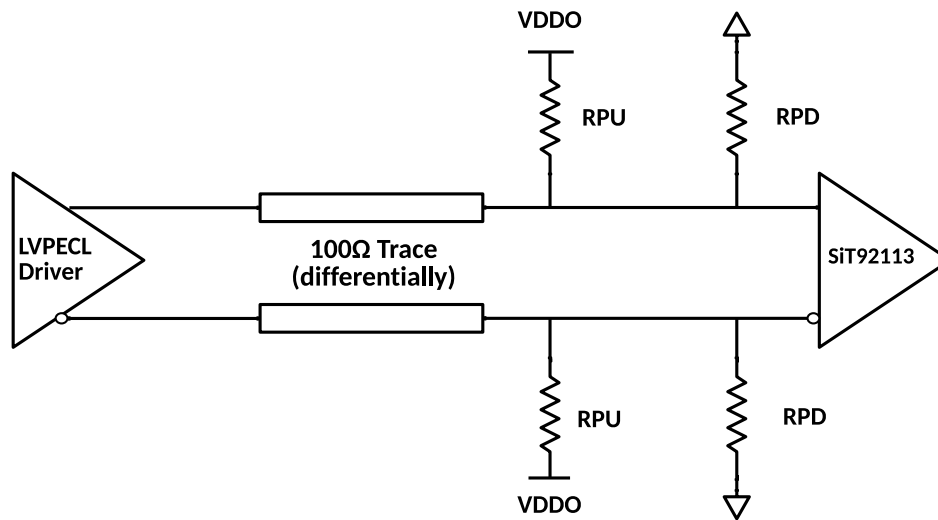 VDDO
RPU
RPD
LVPECL
Driver
100Ω Trace
(differentially)
SiT92113
RPU
RPD
VDDO